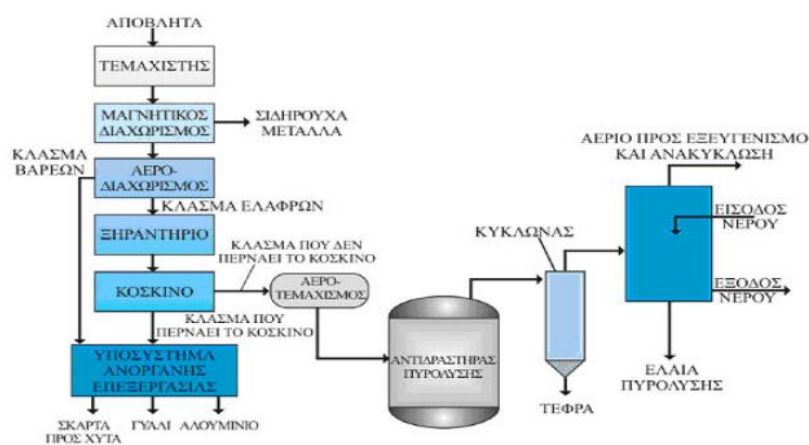 ΑΠΟΒΛΗΤΑ
ΤΕΜΑΧΙΣΤΗΣ
ΜΑΓΝΗΤΙΚΟΣ
ΔΙΑΧΩΡΙΣΜΟΣ
ΣΙΔΗΡΟΥΧΑ
ΜΕΤΑΛΛΑ
ΚΛΑΣΜΑ
ΒΑΡΕΩΝ
ΑΕΡΟ-
ΔΙΑΧΩΡΙΣΜΟΣ
ΚΛΑΣΜΑ ΕΛΑΦΡΩΝ
ΞΗΡΑΝΤΗΡΙΟ
ΚΛΑΣΜΑ ΠΟΥ ΔΕΝ
ΠΕΡΝΑΕΙ ΤΟ ΚΟΣΚΙΝΟ
ΚΟΣΚΙΝΟ
ΑΕΡΟ-
ΤΕΜΑΧΙΣΜΟΣ
ΚΛΑΣΜΑ ΠΟΥ
ΠΕΡΝΑΕΙ ΤΟ ΚΟΣΚΙΝΟ
ΥΠΟΣΥΣΤΗΜΑ
ΑΝΟΡΓΑΝΗΣ
ΕΠΕΞΕΡΓΑΣΙΑΣ
ΣΚΑΡΤΑ
ΠΡΟΣ ΧΥΤΑ
ΓΥΑΛΙ
ΑΛΟΥΜΙΝΙΟ
ΑΝΤΙΔΡΑΣΤΗΡΑΣ
ΠΥΡΟΛΥΣΗΣ
ΚΥΚΛΩΝΑΣ
ΤΕΦΡΑ
ΑΕΡΙΟ ΠΡΟΣ ΕΞΕΥΓΕΝΙΣΜΟ
ΚΑΙ ΑΝΑΚΥΚΛΩΣΗ
ΕΙΣΟΔΟΣ
ΝΕΡΟΥ
ΕΞΟΔΟΣ
ΝΕΡΟΥ
ΕΛΑΙΑ
ΠΥΡΟΛΥΣΗΣ